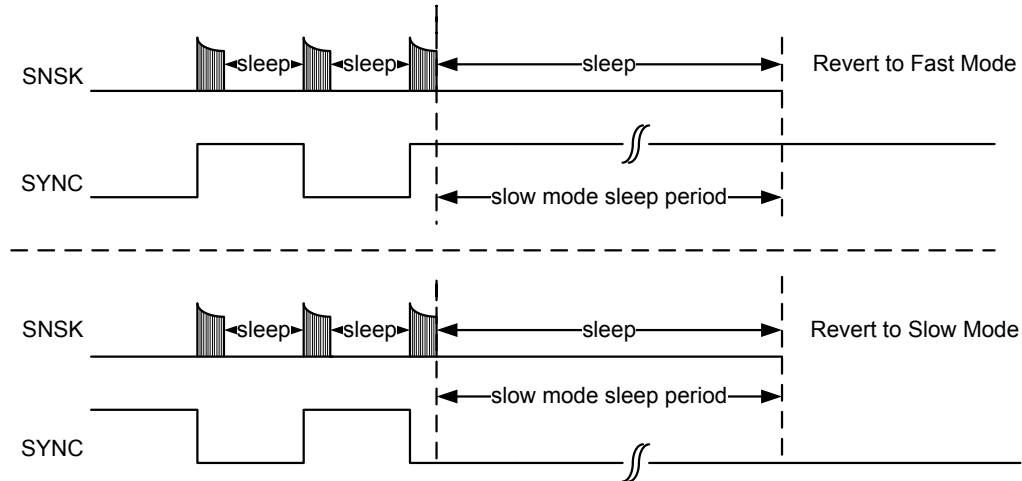 SNSK sleep sleep sleep Revert to Fast Mode
SYNC
slow mode sleep period
SNSK sleep sleep sleep Revert to Slow Mode
slow mode sleep period
SYNC